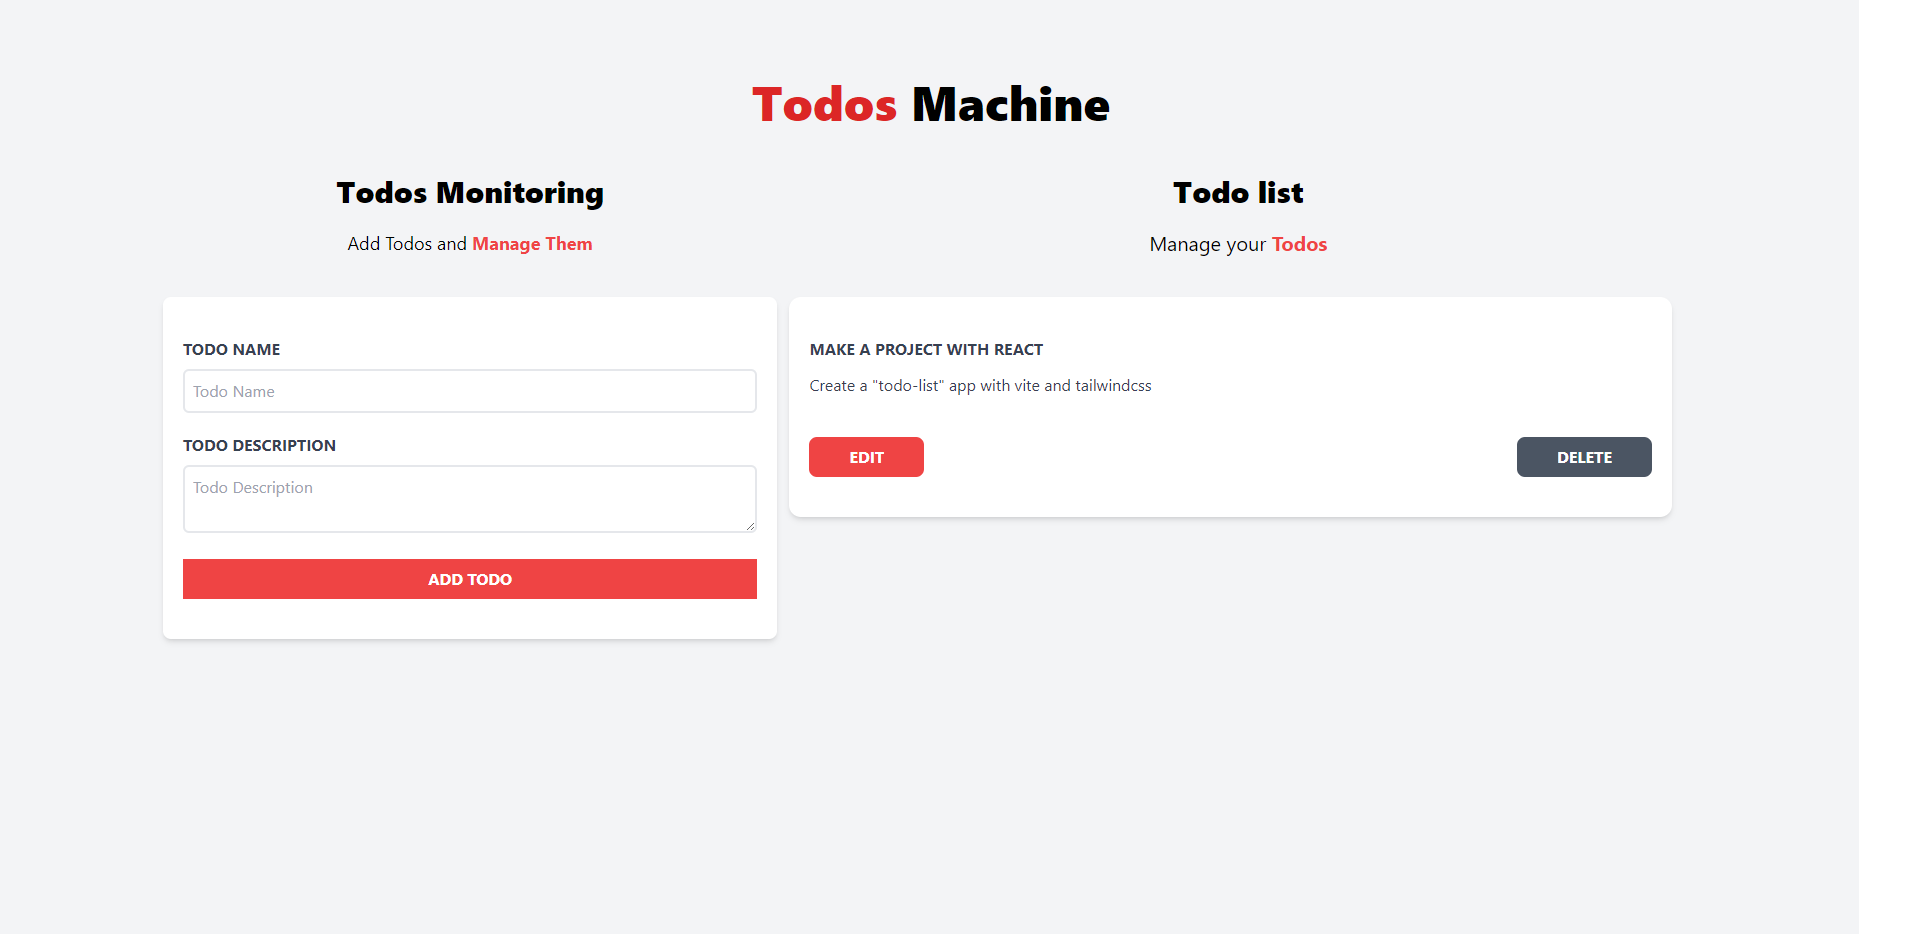 Todos Machine
Todos Monitoring
Add Todos and Manage Them
TODO NAME
Todo Name
TODO DESCRIPTION
Todo Description
ADD TODO
Todo list
Manage your Todos
MAKE A PROJECT WITH REACT
Create a "todo-list" app with vite and tailwindcss
EDIT
DELETE